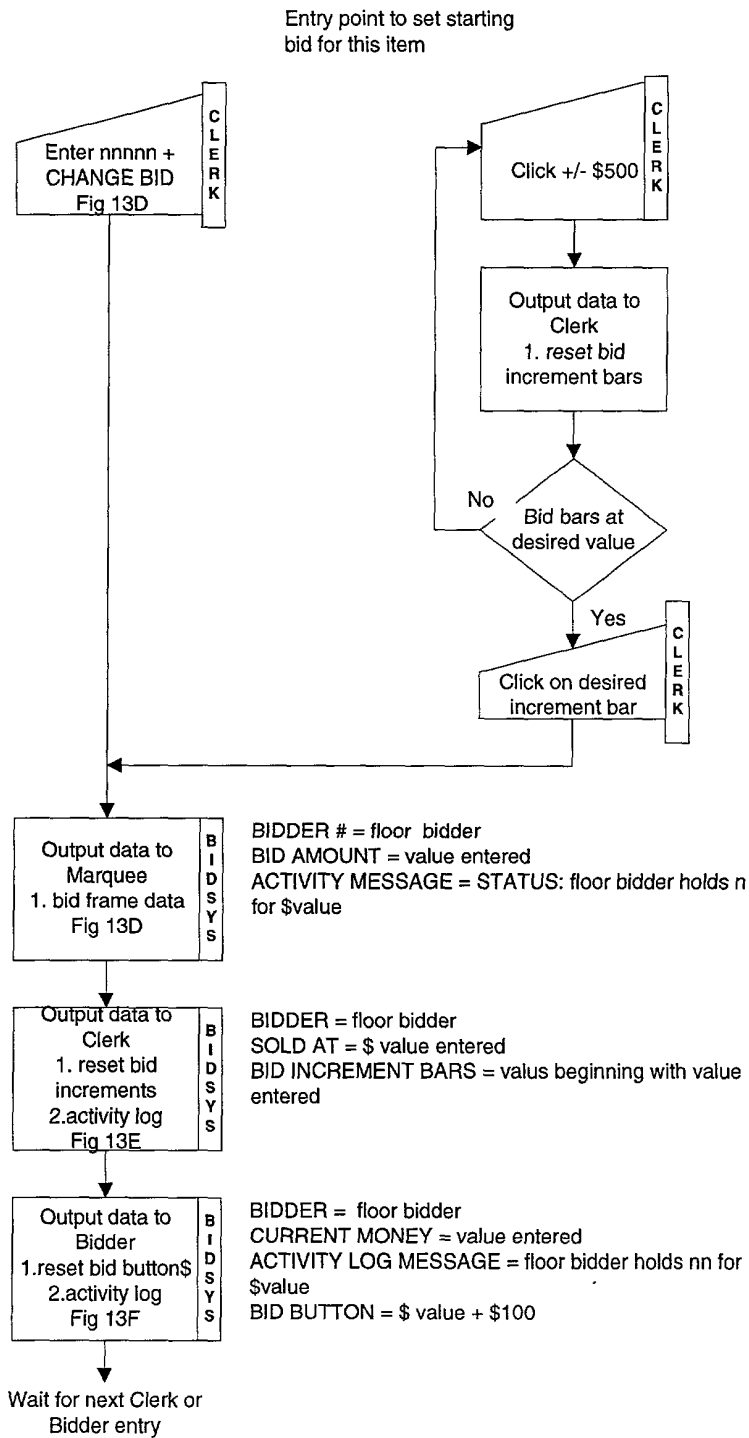 Entry point to set starting
bid for this item
Enter nnnnn +
CHANGE BID
Fig 13D
CLERK
Click +/- $500
CLERK
Output data to
Clerk
1. reset bid
increment bars
No
Bid bars at
desired value
Yes
Click on desired
increment bar
CLERK
Output data to
Marquee
1. bid frame data
Fig 13D
BIDSYS
BIDDER # = floor bidder
BID AMOUNT = value entered
ACTIVITY MESSAGE = STATUS: floor bidder holds n
for $value
Output data to
Clerk
1. reset bid
increments
2.activity log
Fig 13E
BIDSYS
BIDDER = floor bidder
SOLD AT = $ value entered
BID INCREMENT BARS = valus beginning with value
entered
Output data to
Bidder
1.reset bid button$
2.activity log
Fig 13F
BIDSYS
BIDDER = floor bidder
CURRENT MONEY = value entered
ACTIVITY LOG MESSAGE = floor bidder holds nn for
$value
BID BUTTON = $ value + $100
Wait for next Clerk or
Bidder entry